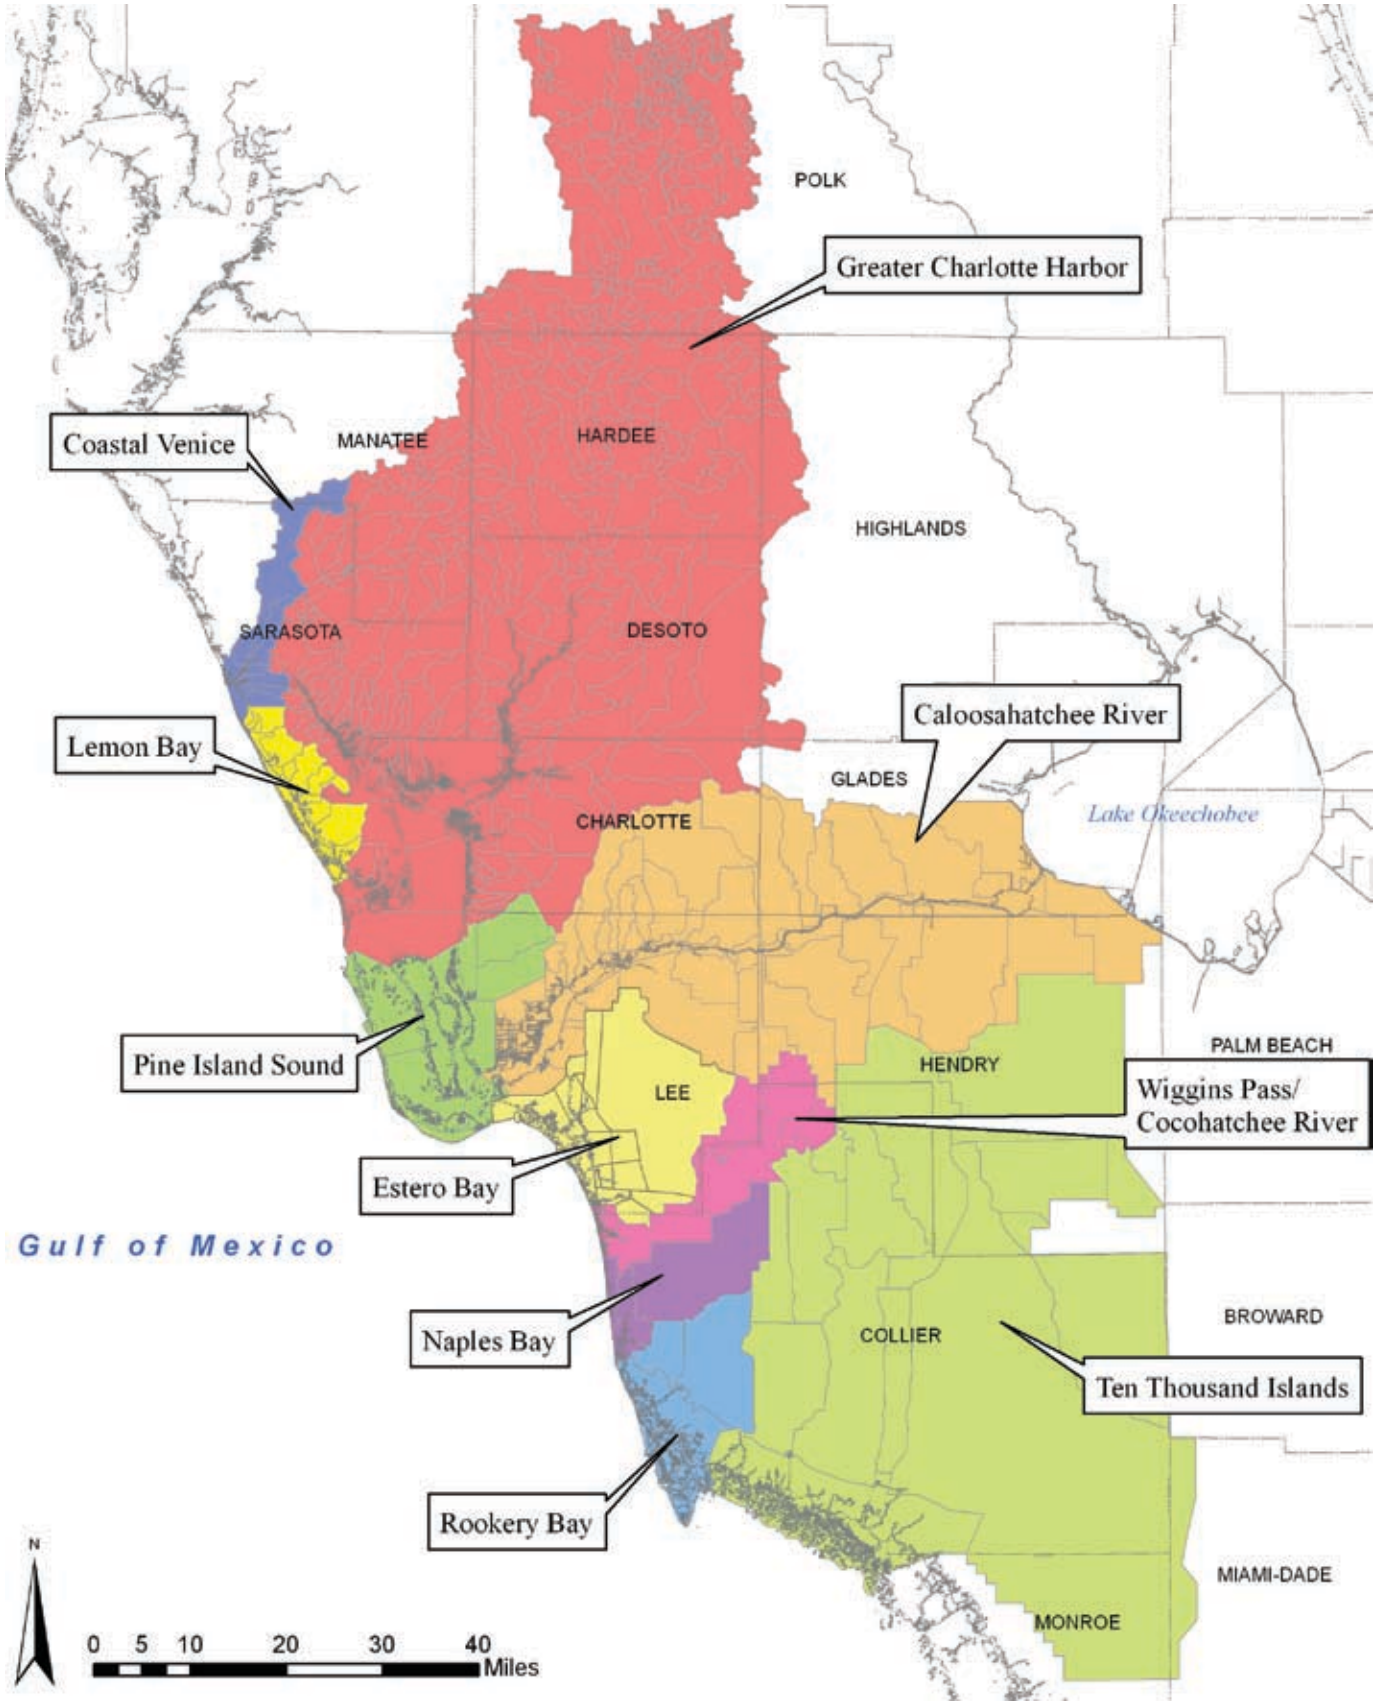 POLK
Greater Charlotte Harbor
Coastal Venice
MANATEE
HARDEE
HIGHLANDS
SARASOTA
DESOTO
Caloosahatchee River
Lemon Bay
GLADES
Lake Okeechobee
CHARLOTTE
Pine Island Sound
PALM BEACH
HENDRY
Wiggins Pass/
Cocohatchee River
LEE
Estero Bay
Gulf of Mexico
Naples Bay
BROWARD
COLLIER
Ten Thousand Islands
Rookery Bay
N
MIAMI-DADE
MONROE
0 5 10 20 30 40
Miles